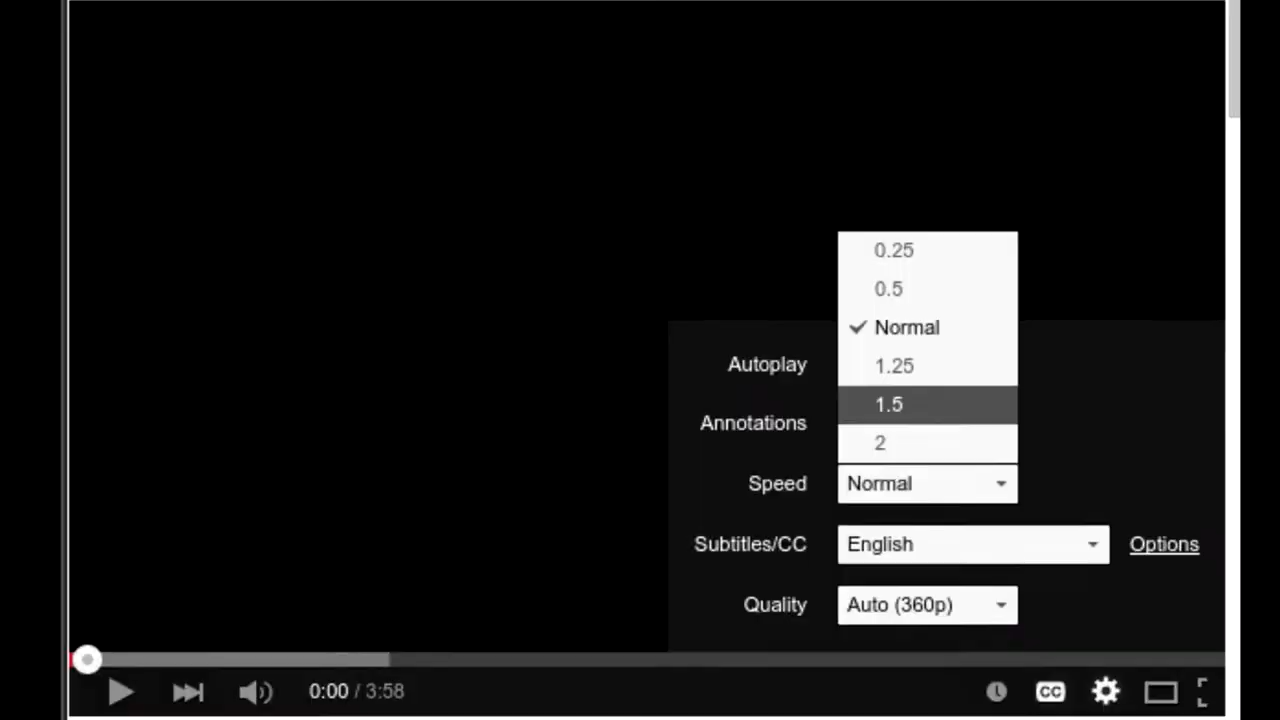 0.25
0.5
Normal
1.25
1.5
2
Autoplay
Annotations
Speed Normal
Subtitles/CC English Options
Quality Auto (360p)
0:00 / 3:58 CC